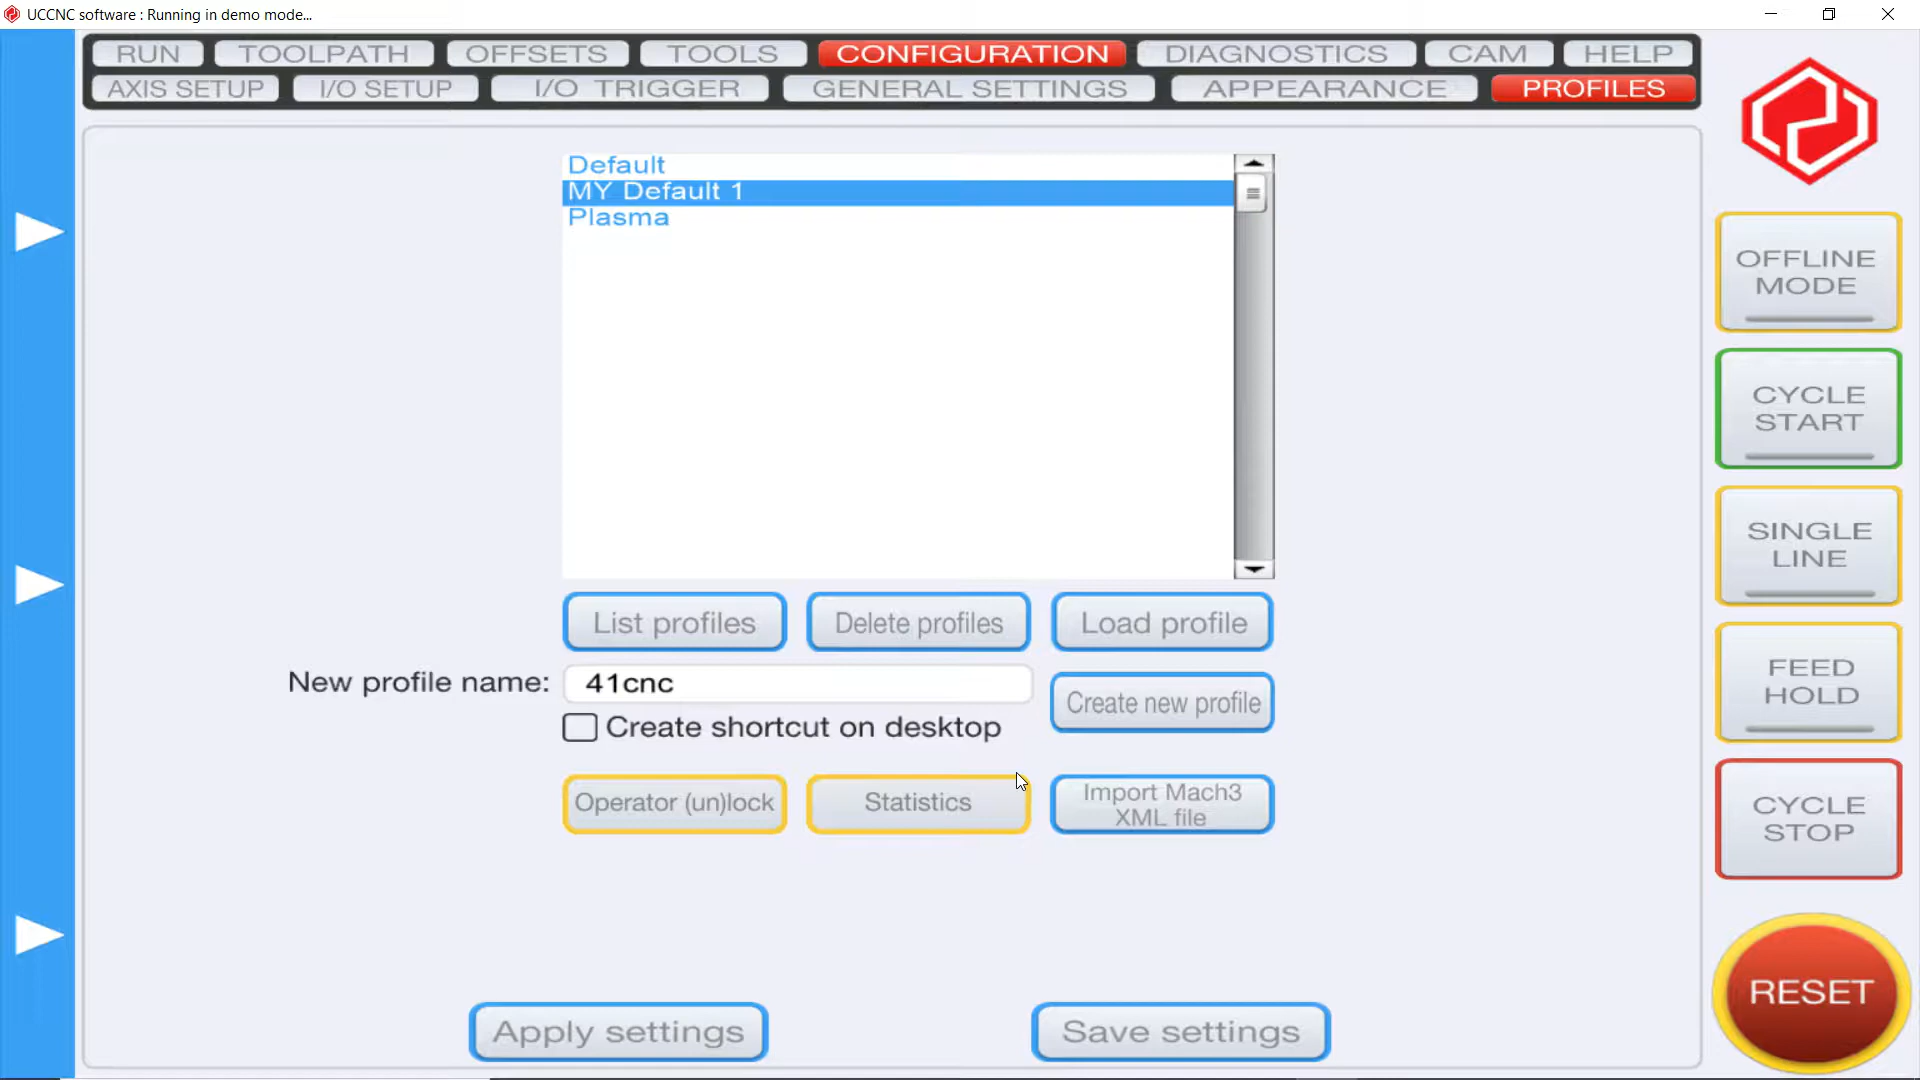 UCCNC software : Running in demo mode...
RUN TOOLPATH OFFSETS TOOLS CONFIGURATION DIAGNOSTICS CAM HELP
AXIS SETUP I/O SETUP I/O TRIGGER GENERAL SETTINGS APPEARANCE PROFILES
Default
MY Default 1
Plasma
List profiles Delete profiles Load profile
New profile name: 41cnc
Create new profile
Create shortcut on desktop
Operator (un)lock Statistics Import Mach3
XML file
Apply settings Save settings
OFFLINE
MODE
CYCLE
START
SINGLE
LINE
FEED
HOLD
CYCLE
STOP
RESET